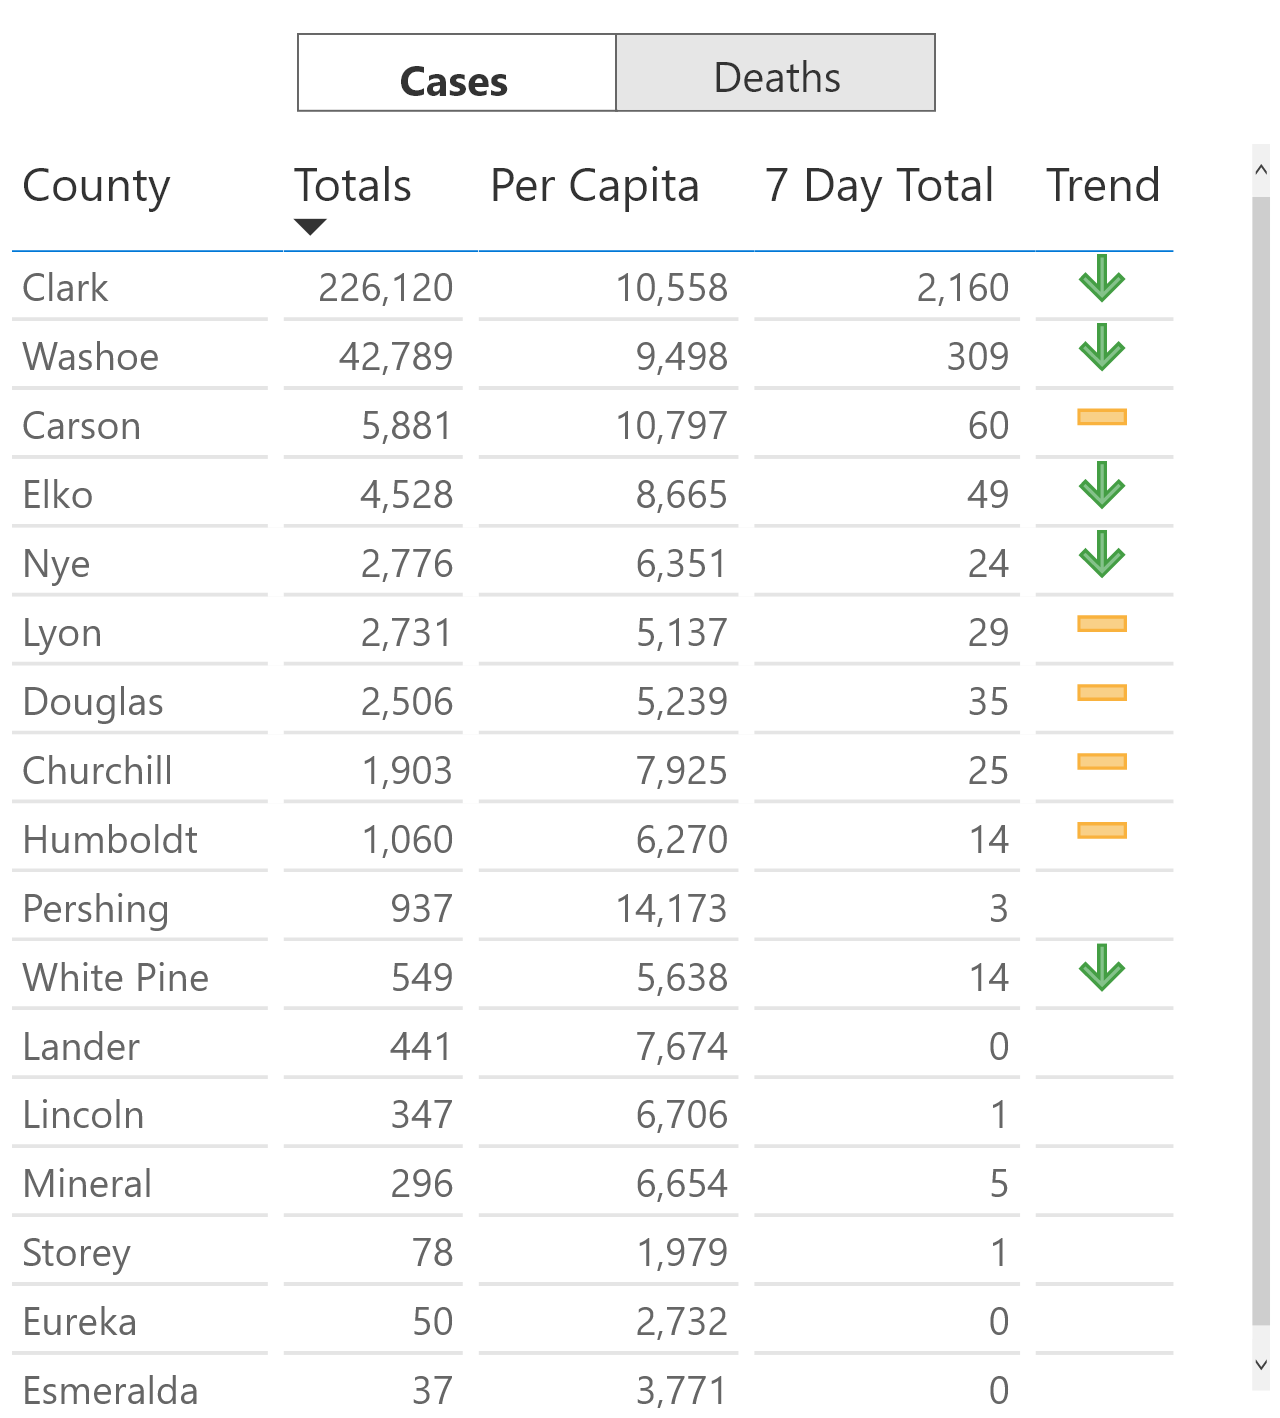 Cases Deaths
County Totals Per Capita 7 Day Total Trend
Clark 226,120 10,558 2,160
Washoe 42,789 9,498 309
Carson 5,881 10,797 60
Elko 4,528 8,665 49
Nye 2,776 6,351 24
Lyon 2,731 5,137 29
Douglas 2,506 5,239 35
Churchill 1,903 7,925 25
Humboldt 1,060 6,270 14
Pershing 937 14,173 3
White Pine 549 5,638 14
Lander 441 7,674 0
Lincoln 347 6,706 1
Mineral 296 6,654 5
Storey 78 1,979 1
Eureka 50 2,732 0
Esmeralda 37 3,771 0